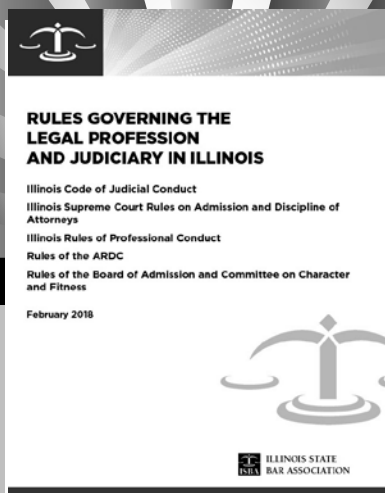 RULES GOVERNING THE
LEGAL PROFESSION
AND JUDICIARY IN ILLINOIS
Illinois Code of Judicial Conduct
Illinois Supreme Court Rules on Admission and Discipline of
Attorneys
Illinois Rules of Professional Conduct
Rules of the ARDC
Rules of the Board of Admission and Committee on Character
and Fitness
February 2018
ISBA
ILLINOIS STATE
BAR ASSOCIATION